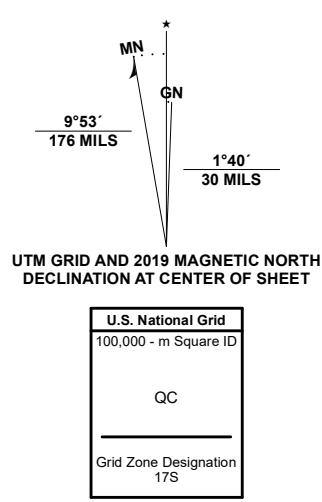 ★
MN
GN
9°53´
176 MILS
1°40´
30 MILS
UTM GRID AND 2019 MAGNETIC NORTH
DECLINATION AT CENTER OF SHEET
U.S. National Grid
100,000 - m Square ID
QC
Grid Zone Designation
17S